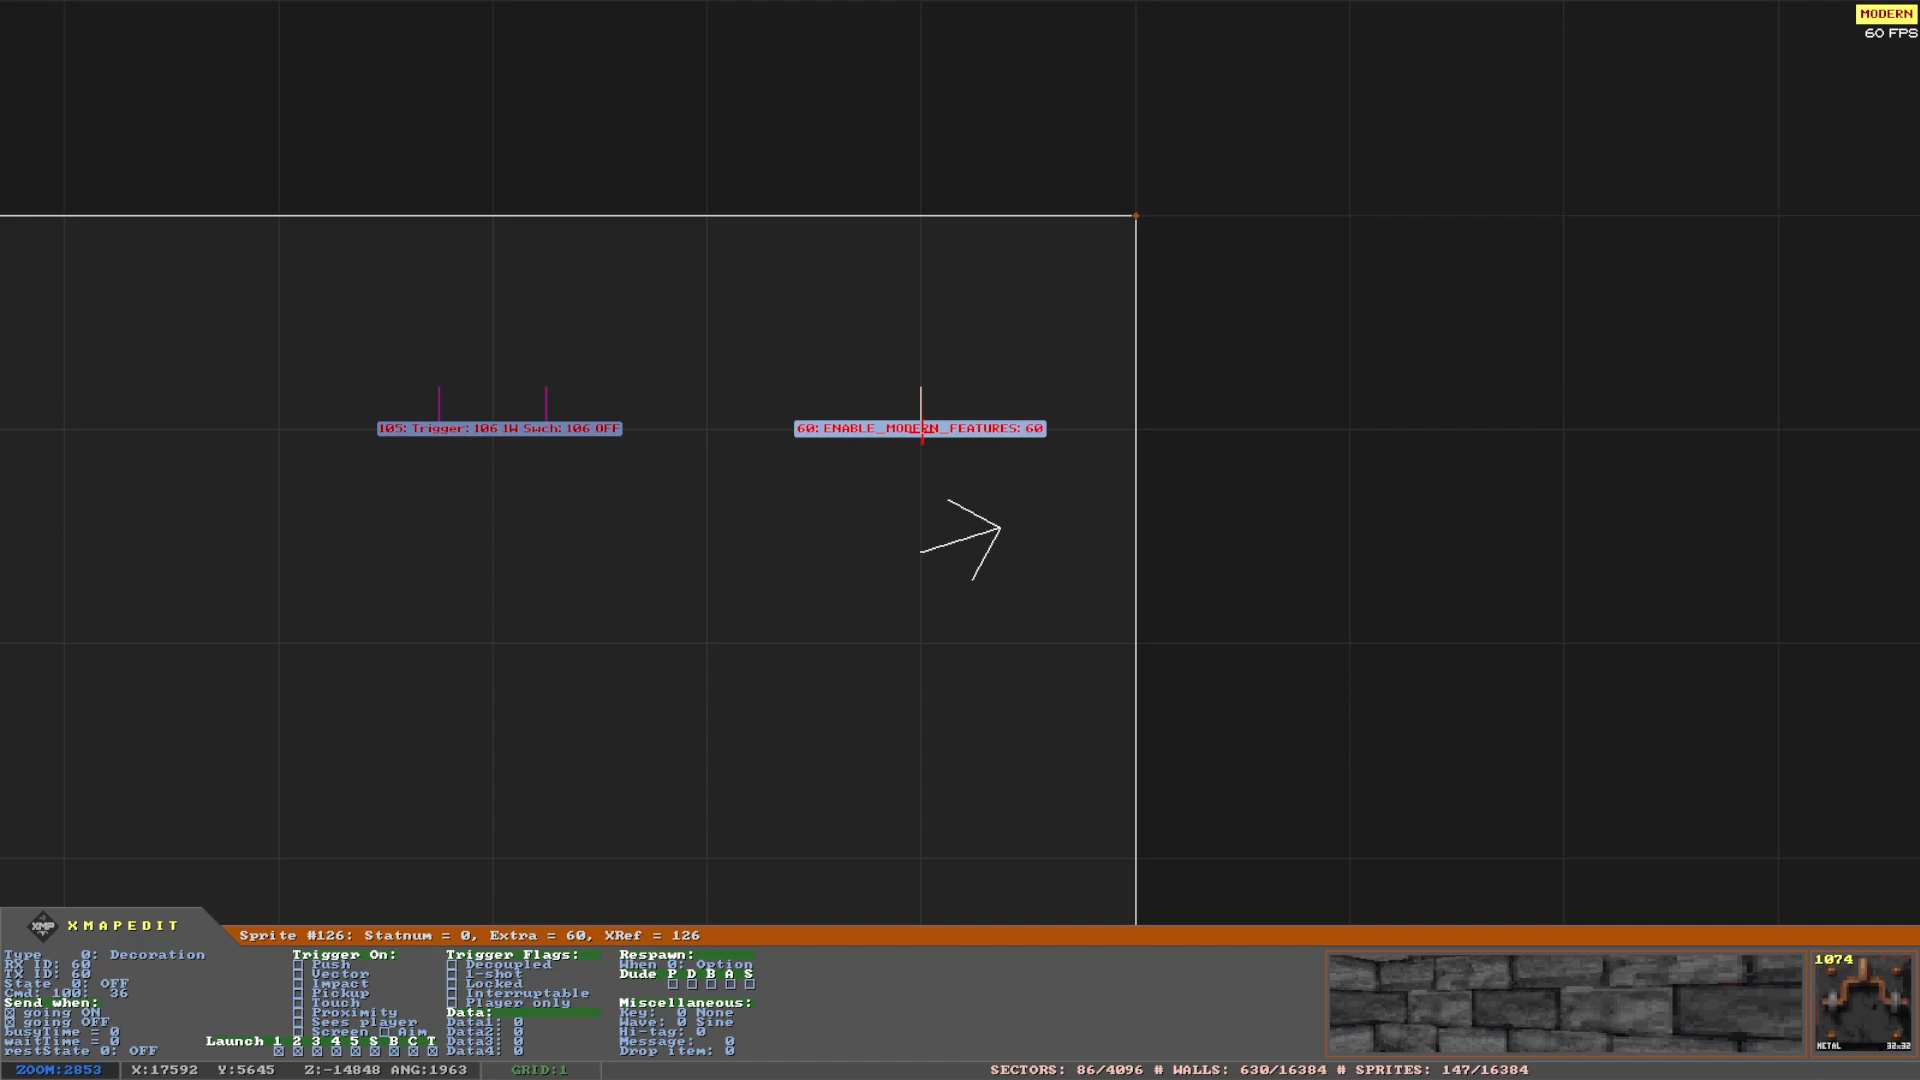 MODERN
60 FPS
105: Trigger: 106 1W Swch: 106 OFF
60: ENABLE_MODERN_FEATURES: 60
XMP XMAPEDIT
Sprite #126: Statnum = 0, Extra = 60, XRef = 126
Type 0: Decoration
RX ID: 60
TX ID: 60
State 0: OFF
Cmd: 100: 36
Send when:
going ON
going OFF
busyTime = 0
waitTime = 0
restState 0: OFF
Trigger On:
Push
Vector
Impact
Pickup
Touch
Proximity
Sees player
Screen Aim
Launch 1 2 3 4 5 S B C T
Trigger Flags:
Decoupled
1-shot
Locked
Interruptable
Player only
Data:
Data1: 0
Data2: 0
Data3: 0
Data4: 0
Respawn:
When 0: Option
Dude P D B A S
Miscellaneous:
Key: 0 None
Wave: 0 Sine
Hi-tag: 0
Message: 0
Drop item: 0
1074
METAL 32x32
ZOOM:2853 X:17592 Y:5645 Z:-14848 ANG:1963 GRID:1 SECTORS: 86/4096 # WALLS: 630/16384 # SPRITES: 147/16384